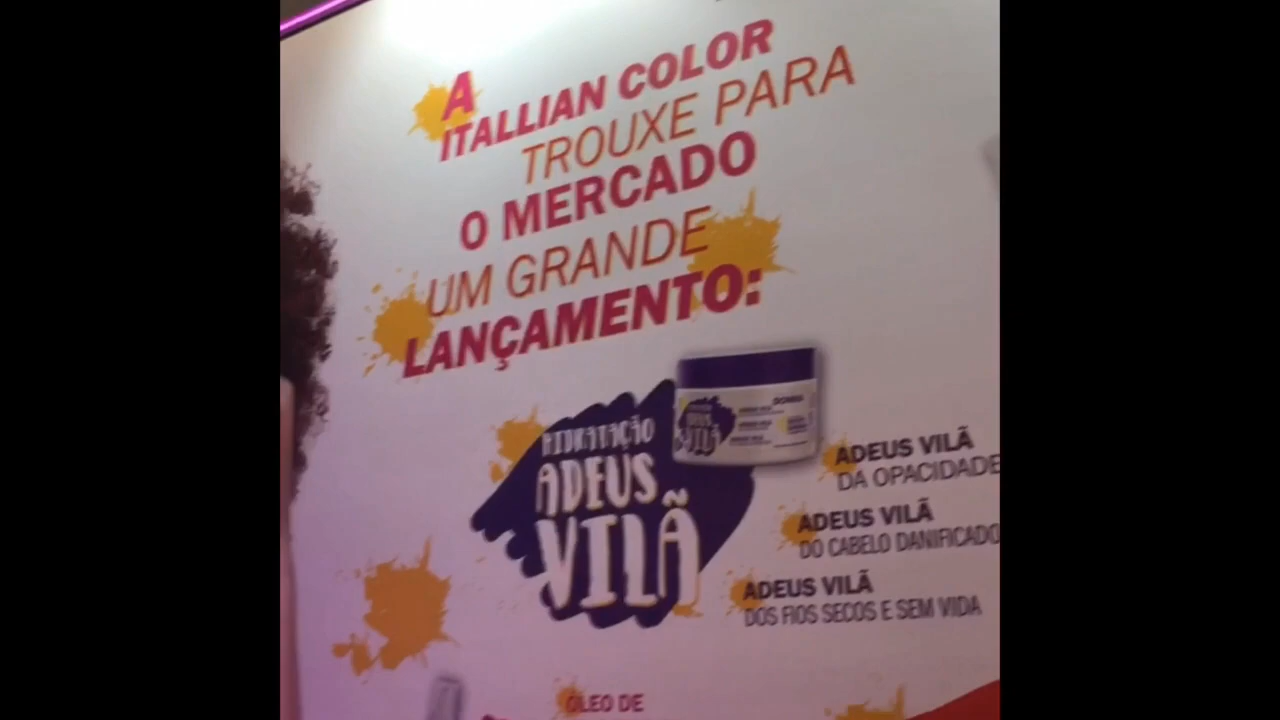 A
ITALLIAN COLOR
TROUXE PARA
O MERCADO
UM GRANDE
LANÇAMENTO:
HIDRATAÇÃO
ADEUS
VILÃ
ADEUS VILÃ
DA OPACIDADE
ADEUS VILÃ
DO CABELO DANIFICADO
ADEUS VILÃ
DOS FIOS SECOS E SEM VIDA
ÓLEO DE